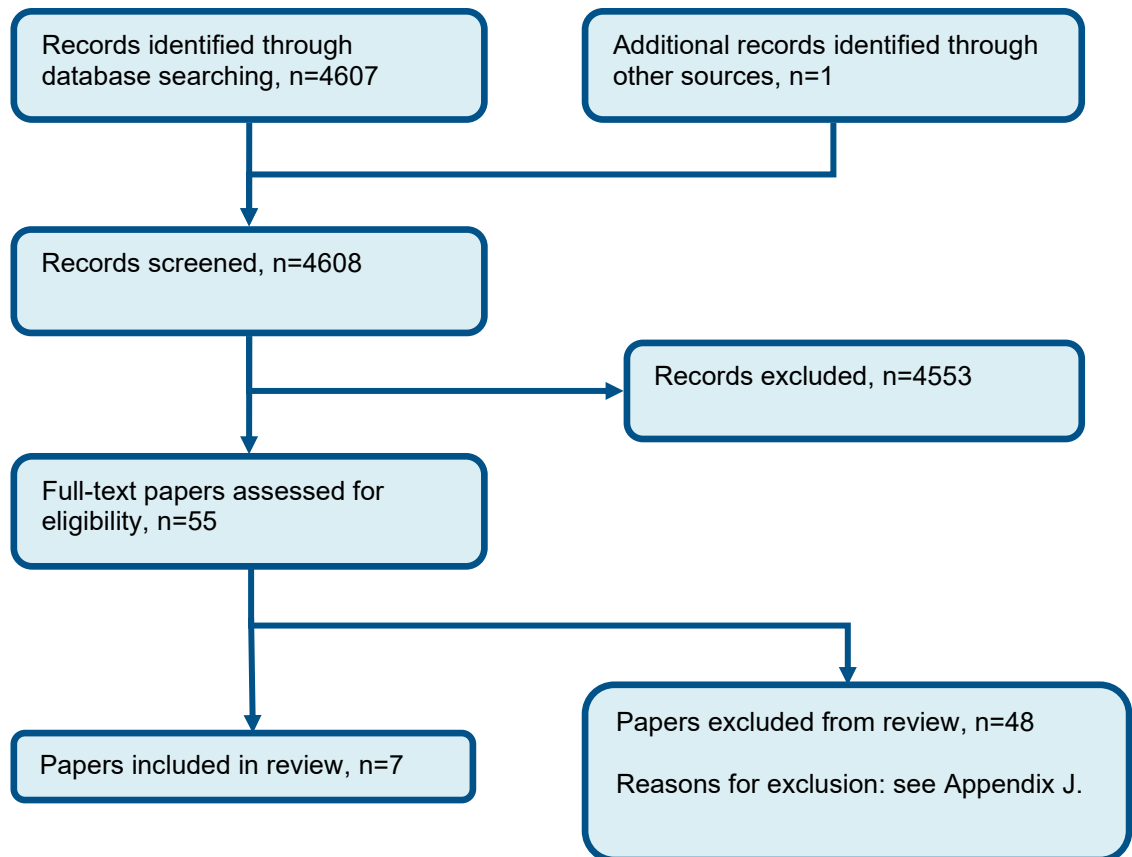 Records identified through
database searching, n=4607
Additional records identified through
other sources, n=1
Records screened, n=4608
Records excluded, n=4553
Full-text papers assessed for
eligibility, n=55
Papers included in review, n=7
Papers excluded from review, n=48
Reasons for exclusion: see Appendix J.